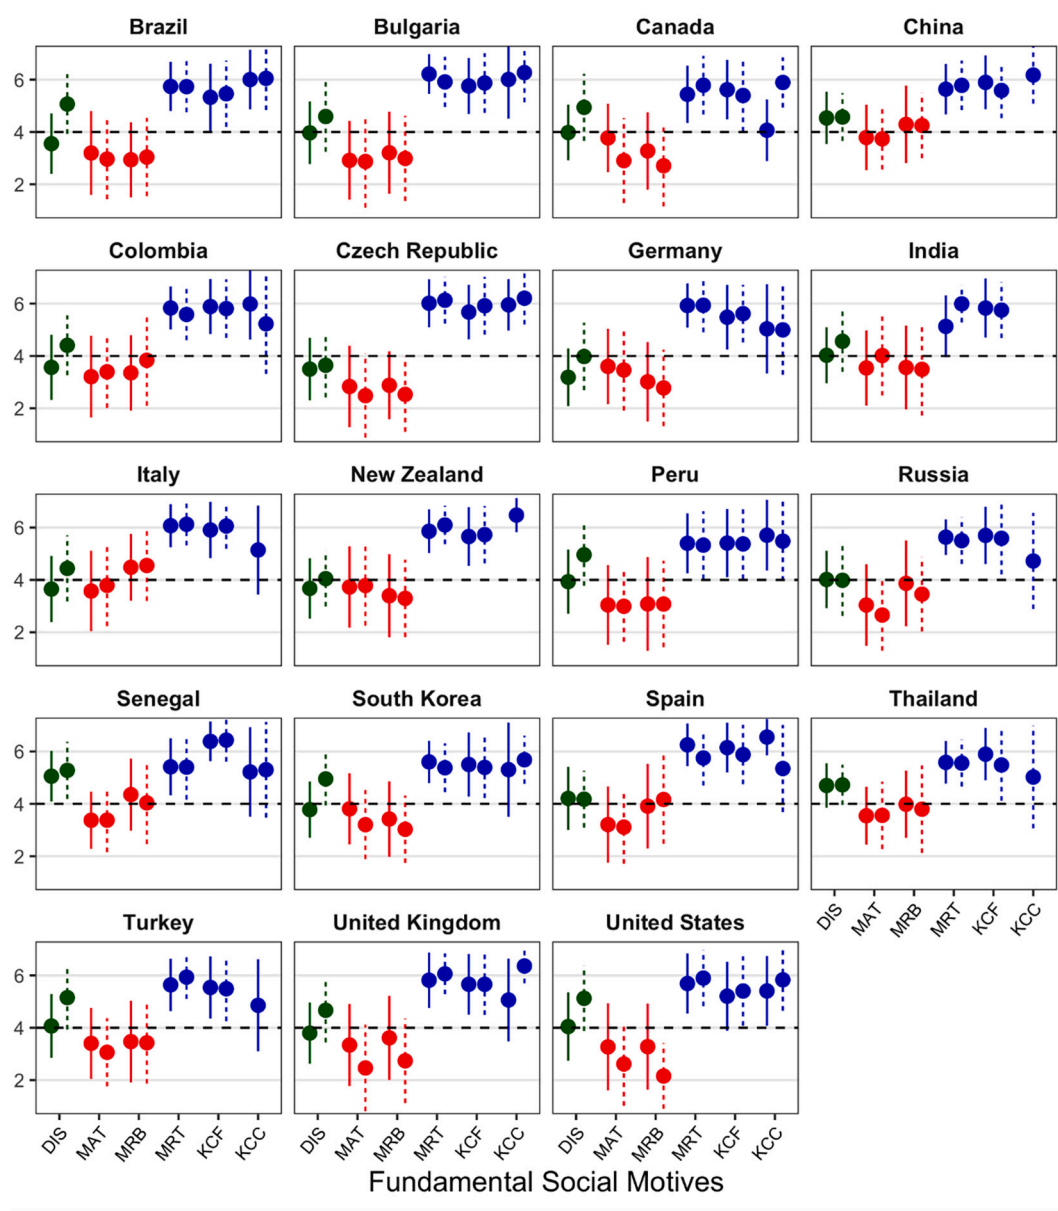 Brazil Bulgaria Canada China
6
4
2
Colombia Czech Republic Germany India
6
4
2
Italy New Zealand Peru Russia
6
4
2
Senegal South Korea Spain Thailand
6
4
2
DIS MAT MRB MRT KCF KCC
Turkey United Kingdom United States
6
4
2
DIS MAT MRB MRT KCF KCC DIS MAT MRB MRT KCF KCC DIS MAT MRB MRT KCF KCC
Fundamental Social Motives